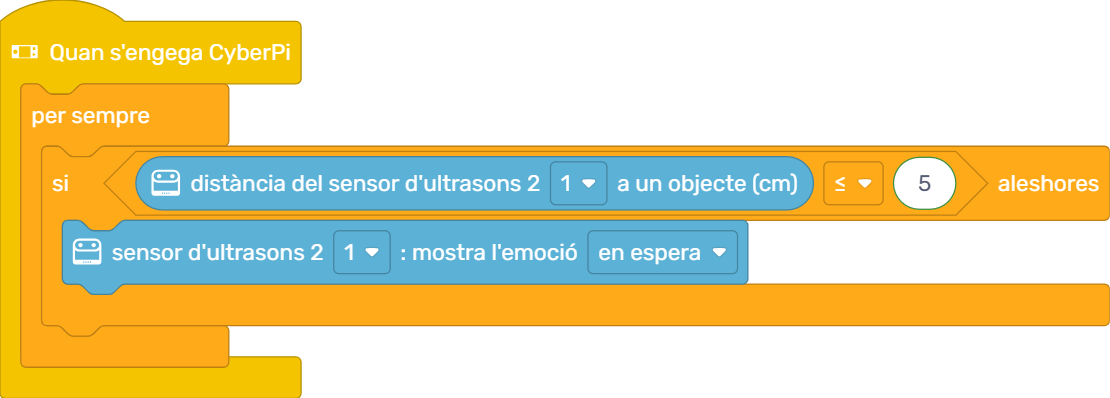 Quan s'engega CyberPi
per sempre
si distància del sensor d'ultrasons 2 1 a un objecte (cm) ≤ 5 aleshores
sensor d'ultrasons 2 1 : mostra l'emoció en espera